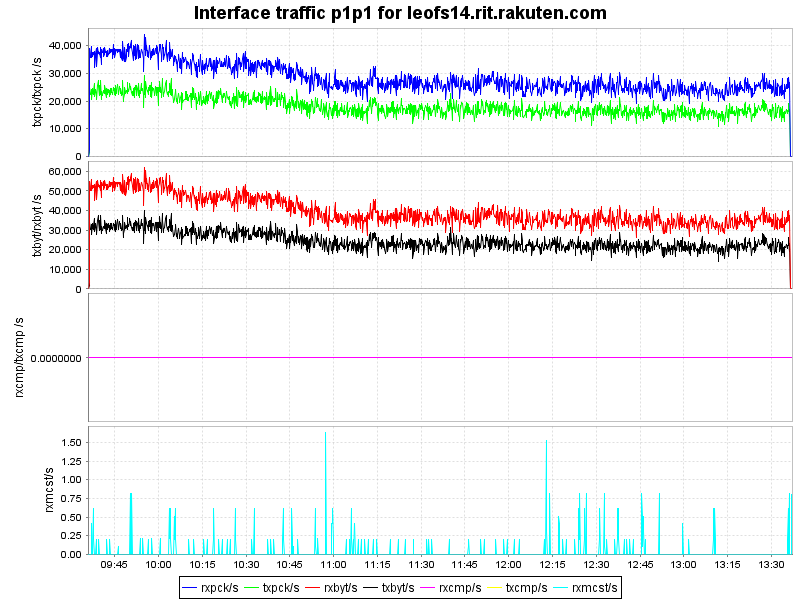 Interface traffic p1p1 for leofs14.rit.rakuten.com
txpck/txpck /s
40,000
30,000
20,000
10,000
0
txbyt/rxbyt /s
60,000
50,000
40,000
30,000
20,000
10,000
0
rxcmp/txcmp /s
0.0000000
rxmcst/s
1.50
1.25
1.00
0.75
0.50
0.25
0.00
09:45 10:00 10:15 10:30 10:45 11:00 11:15 11:30 11:45 12:00 12:15 12:30 12:45 13:00 13:15 13:30
rxpck/s txpck/s rxbyt/s txbyt/s rxcmp/s txcmp/s rxmcst/s